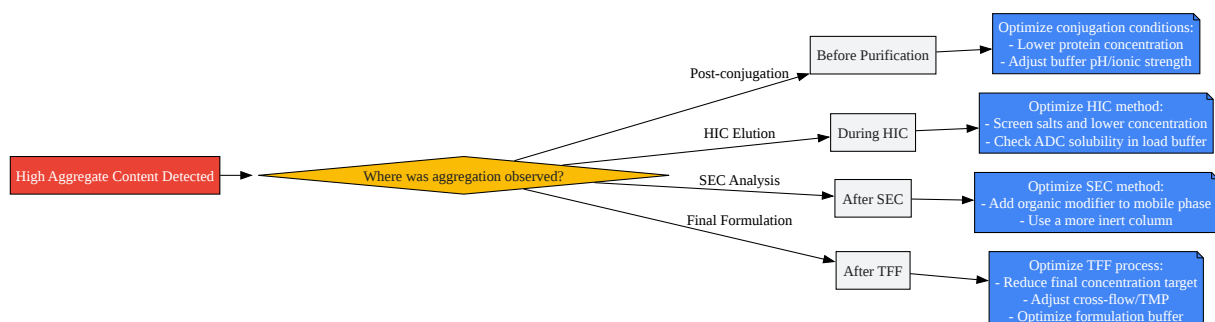 High Aggregate Content Detected
Where was aggregation observed?
Post-conjugation
Before Purification
Optimize conjugation conditions:
- Lower protein concentration
- Adjust buffer pH/ionic strength
HIC Elution
During HIC
Optimize HIC method:
- Screen salts and lower concentration
- Check ADC solubility in load buffer
SEC Analysis
After SEC
Optimize SEC method:
- Add organic modifier to mobile phase
- Use a more inert column
Final Formulation
After TFF
Optimize TFF process:
- Reduce final concentration target
- Adjust cross-flow/TMP
- Optimize formulation buffer